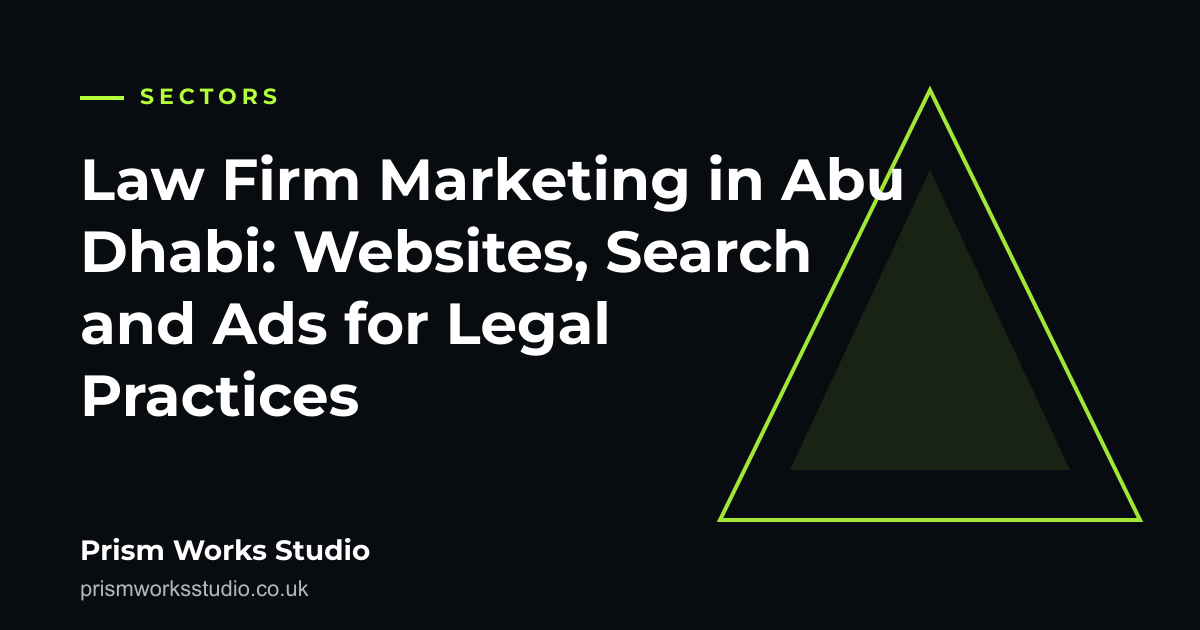 SECTORS
Law Firm Marketing in Abu
Dhabi: Websites, Search
and Ads for Legal
Practices
Prism Works Studio
prismworksstudio.co.uk